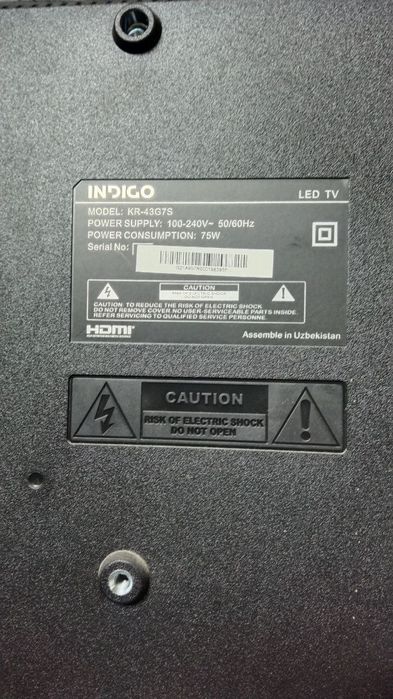 INDIGO
LED TV
MODEL: KR-43G7S
POWER SUPPLY: 100-240V~ 50/60Hz
POWER CONSUMPTION: 75W
Serial No:
CAUTION
CAUTION: TO REDUCE THE RISK OF ELECTRIC SHOCK
DO NOT REMOVE COVER NO USER-SERVICEABLE PARTS INSIDE.
REFER SERVICING TO QUALIFIED SERVICE PERSONNE.
HDMI
Assemble in Uzbekistan
CAUTION
RISK OF ELECTRIC SHOCK
DO NOT OPEN